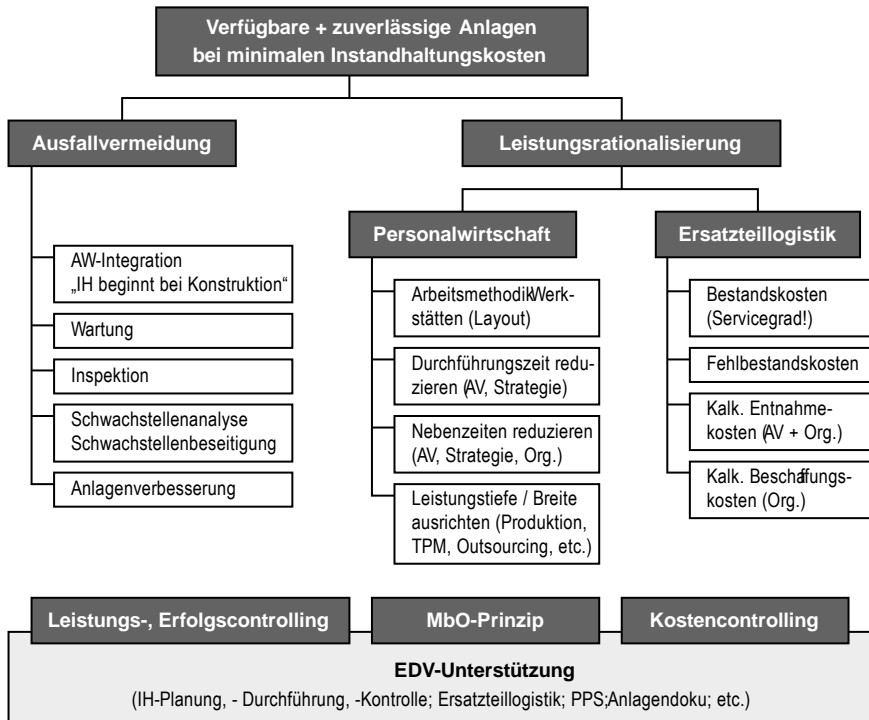 Verfügbare + zuverlässige Anlagen
bei minimalen Instandhaltungskosten
Ausfallvermeidung
Leistungsrationalisierung
Personalwirtschaft
Ersatzteillogistik
AW-Integration
„IH beginnt bei Konstruktion“
Wartung
Inspektion
Schwachstellenanalyse
Schwachstellenbeseitigung
Anlagenverbesserung
Arbeitsmethodik/Werk-
stätten (Layout)
Durchführungszeit redu-
zieren (AV, Strategie)
Nebenzeiten reduzieren
(AV, Strategie, Org.)
Leistungstiefe / Breite
ausrichten (Produktion,
TPM, Outsourcing, etc.)
Bestandskosten
(Servicegrad!)
Fehlbestandskosten
Kalk. Entnahme-
kosten (AV + Org.)
Kalk. Beschaffungs-
kosten (Org.)
Leistungs-, Erfolgscontrolling
MbO-Prinzip
Kostencontrolling
EDV-Unterstützung
(IH-Planung, - Durchführung, -Kontrolle; Ersatzteillogistik; PPS;Anlagendoku; etc.)